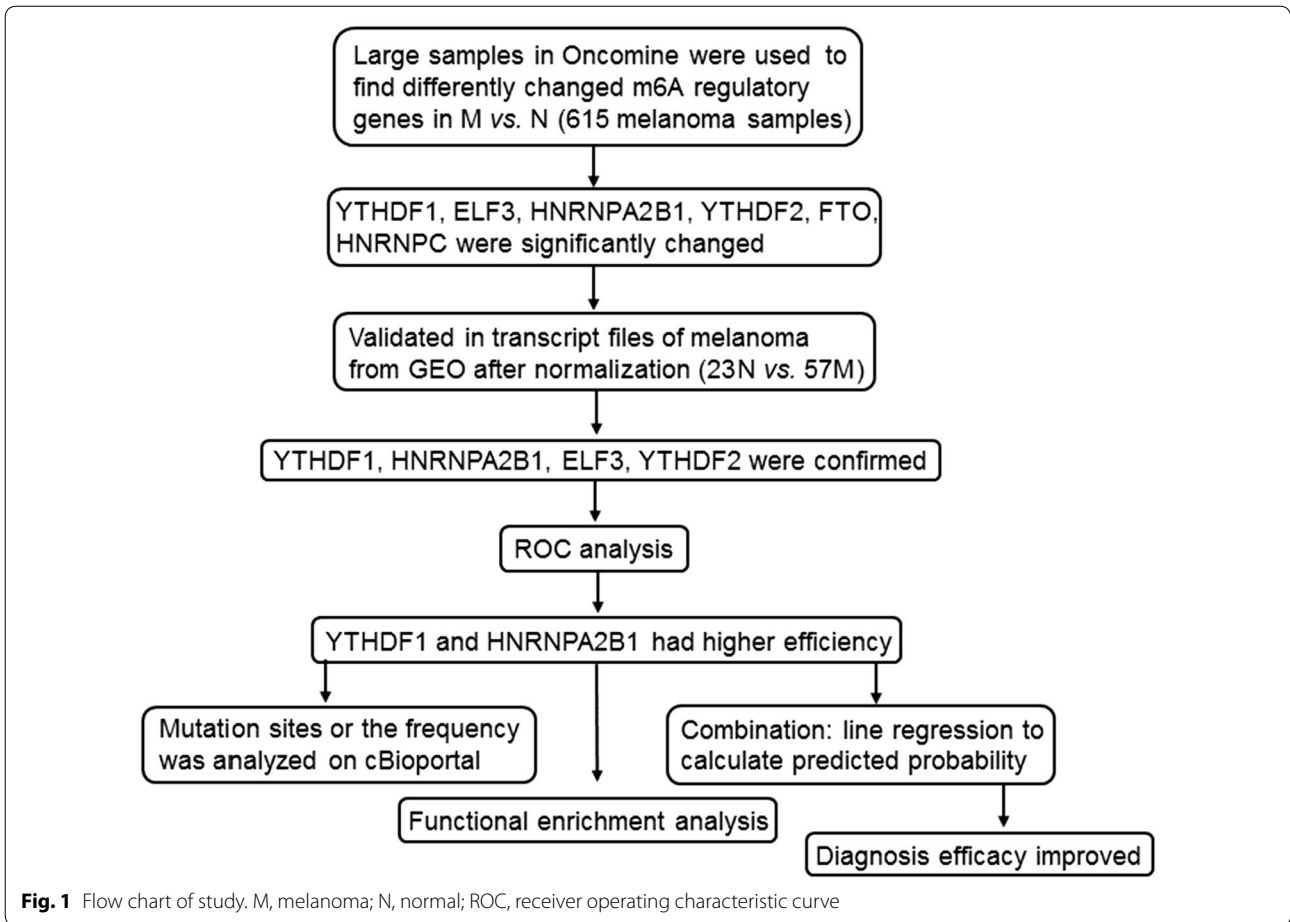 Large samples in Oncomine were used to
find differently changed m6A regulatory
genes in M vs. N (615 melanoma samples)
YTHDF1, ELF3, HNRNPA2B1, YTHDF2, FTO,
HNRNPC were significantly changed
Validated in transcript files of melanoma
from GEO after normalization (23N vs. 57M)
YTHDF1, HNRNPA2B1, ELF3, YTHDF2 were confirmed
ROC analysis
YTHDF1 and HNRNPA2B1 had higher efficiency
Mutation sites or the frequency
was analyzed on cBioportal
Combination: line regression to
calculate predicted probability
Functional enrichment analysis
Diagnosis efficacy improved
Fig. 1 Flow chart of study. M, melanoma; N, normal; ROC, receiver operating characteristic curve